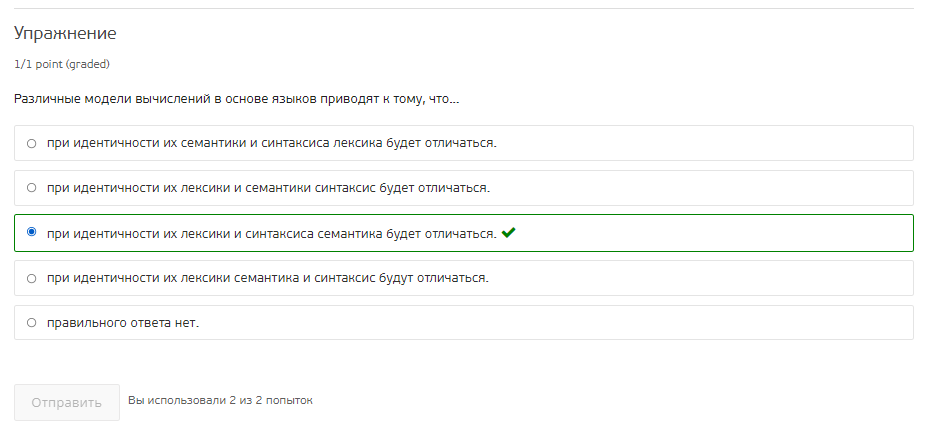 Упражнение
1/1 point (graded)
Различные модели вычислений в основе языков приводят к тому, что...
при идентичности их семантики и синтаксиса лексика будет отличаться.
при идентичности их лексики и семантики синтаксис будет отличаться.
при идентичности их лексики и синтаксиса семантика будет отличаться.
при идентичности их лексики семантика и синтаксис будут отличаться.
правильного ответа нет.
Отправить Вы использовали 2 из 2 попыток